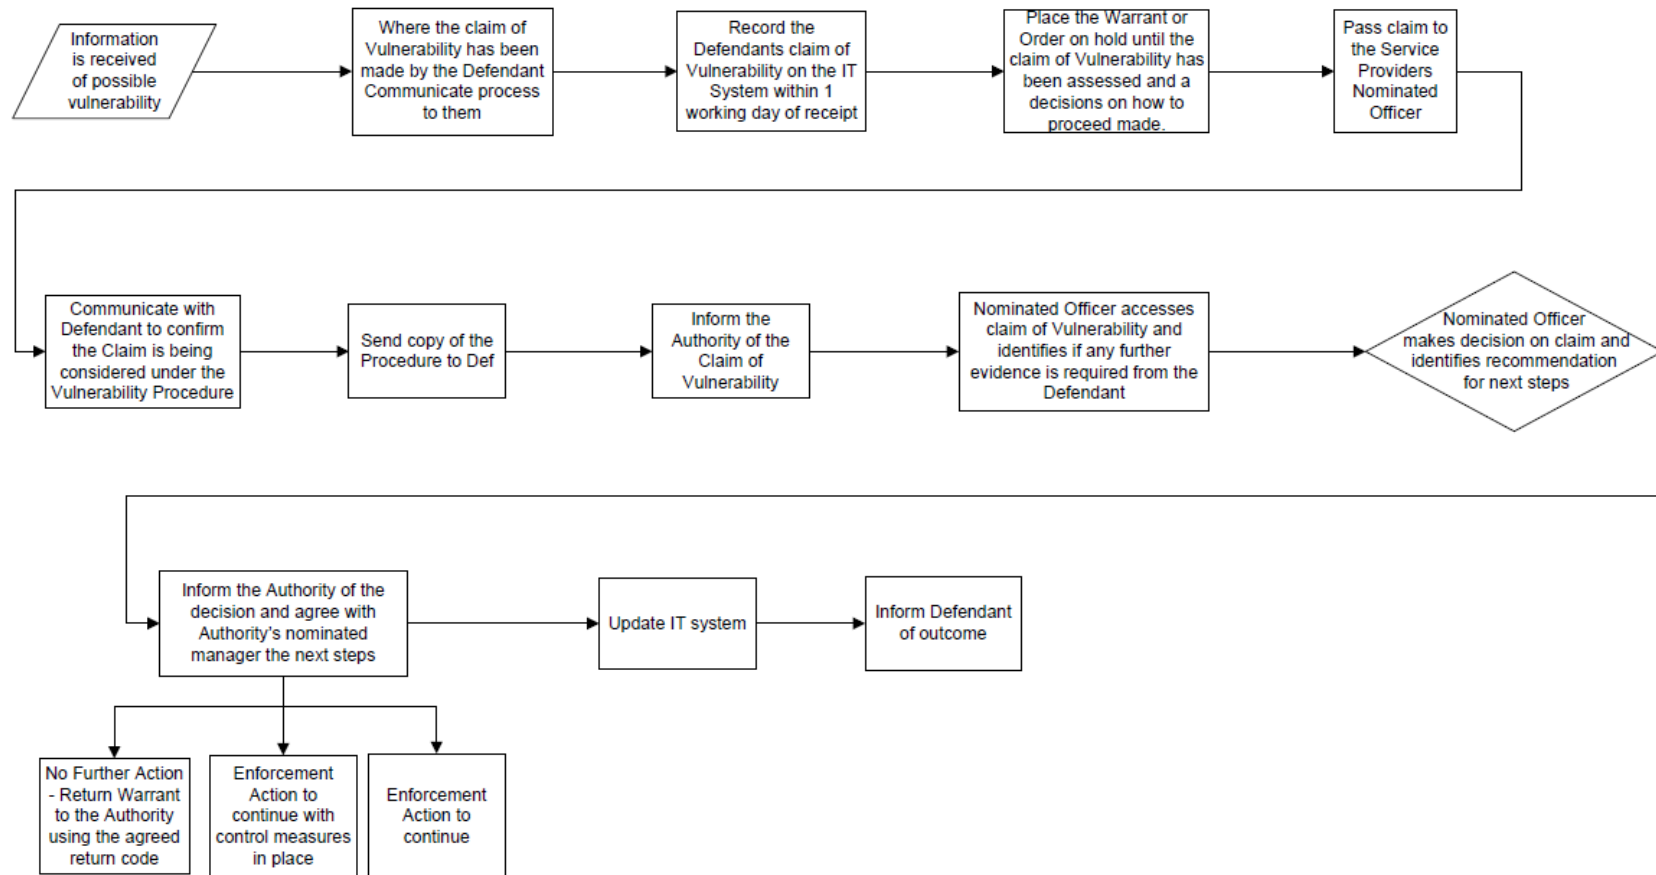 Information
is received
of possible
vulnerability
Where the claim of
Vulnerability has been
made by the Defendant
Communicate process
to them
Record the
Defendants claim of
Vulnerability on the IT
System within 1
working day of receipt
Place the Warrant or
Order on hold until the
claim of Vulnerability has
been assessed and a
decisions on how to
proceed made.
Pass claim to
the Service
Providers
Nominated
Officer
Communicate with
Defendant to confirm
the Claim is being
considered under the
Vulnerability Procedure
Send copy of the
Procedure to Def
Inform the
Authority of the
Claim of
Vulnerability
Nominated Officer accesses
claim of Vulnerability and
identifies if any further
evidence is required from the
Defendant
Nominated Officer
makes decision on claim and
identifies recommendation
for next steps
Inform the Authority of the
decision and agree with
Authority's nominated
manager the next steps
Update IT system
Inform Defendant
of outcome
No Further Action
- Return Warrant
to the Authority
using the agreed
return code
Enforcement
Action to
continue with
control measures
in place
Enforcement
Action to
continue